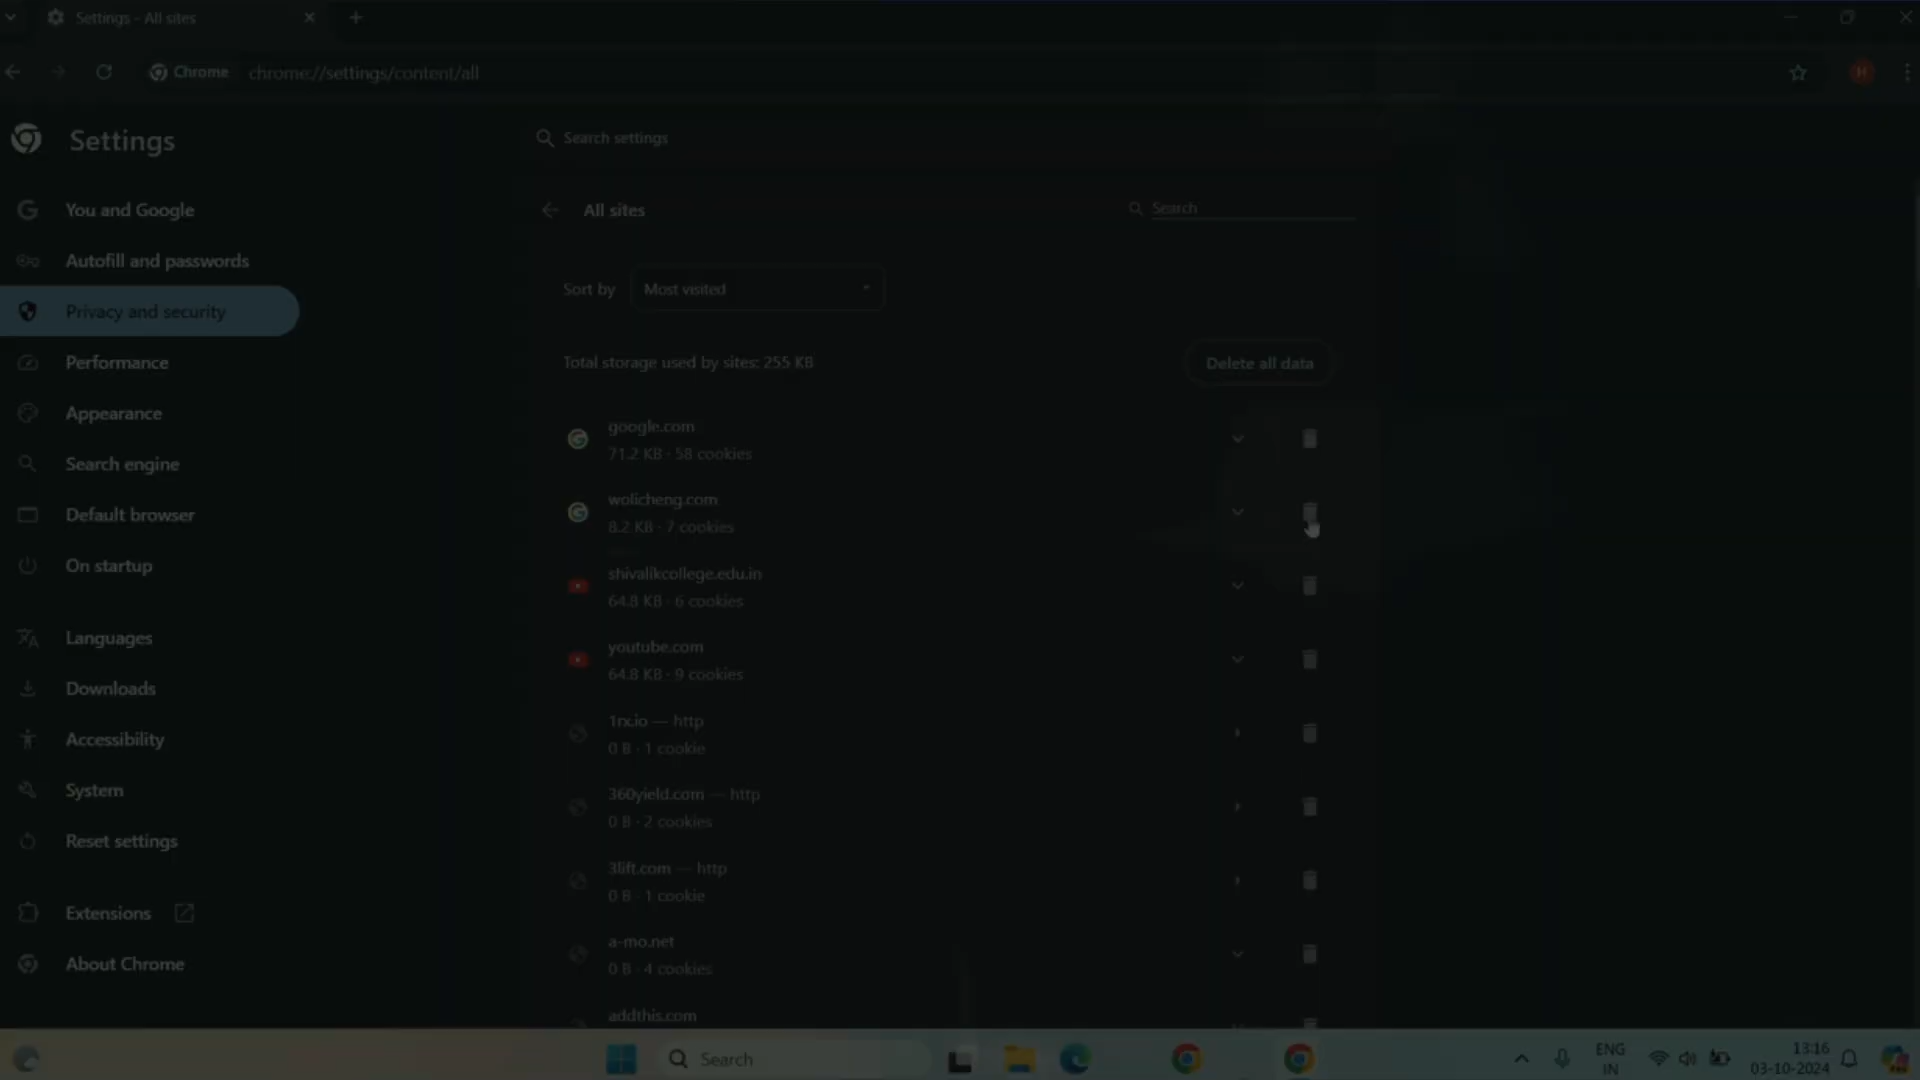 Settings - All sites
Chrome
chrome://settings/content/all
Settings
Search settings
You and Google
Autofill and passwords
Privacy and security
Performance
Appearance
Search engine
Default browser
On startup
Languages
Downloads
Accessibility
System
Reset settings
Extensions
About Chrome
All sites
Search
Sort by
Most visited
Total storage used by sites: 255 KB
Delete all data
google.com
71.2 KB · 58 cookies
wolicheng.com
8.2 KB · 7 cookies
shivalikcollege.edu.in
64.8 KB · 6 cookies
youtube.com
64.8 KB · 9 cookies
1rx.io — http
0 B · 1 cookie
360yield.com — http
0 B · 2 cookies
3lift.com — http
0 B · 1 cookie
a-mo.net
0 B · 4 cookies
addthis.com
Search
ENG
IN
13:16
03-10-2024
H